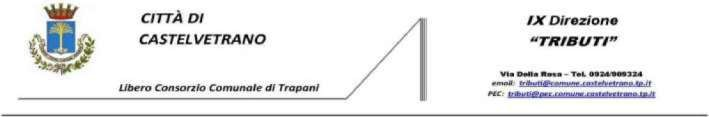 CITTÀ DI
CASTELVETRANO
Libero Consorzio Comunale di Trapani
IX Direzione
“TRIBUTI”
Via Della Rosa – Tel. 0924/909324
email: tributi@comune.castelvetrano.tp.it
PEC: tributi@pec.comune.castelvetrano.tp.it